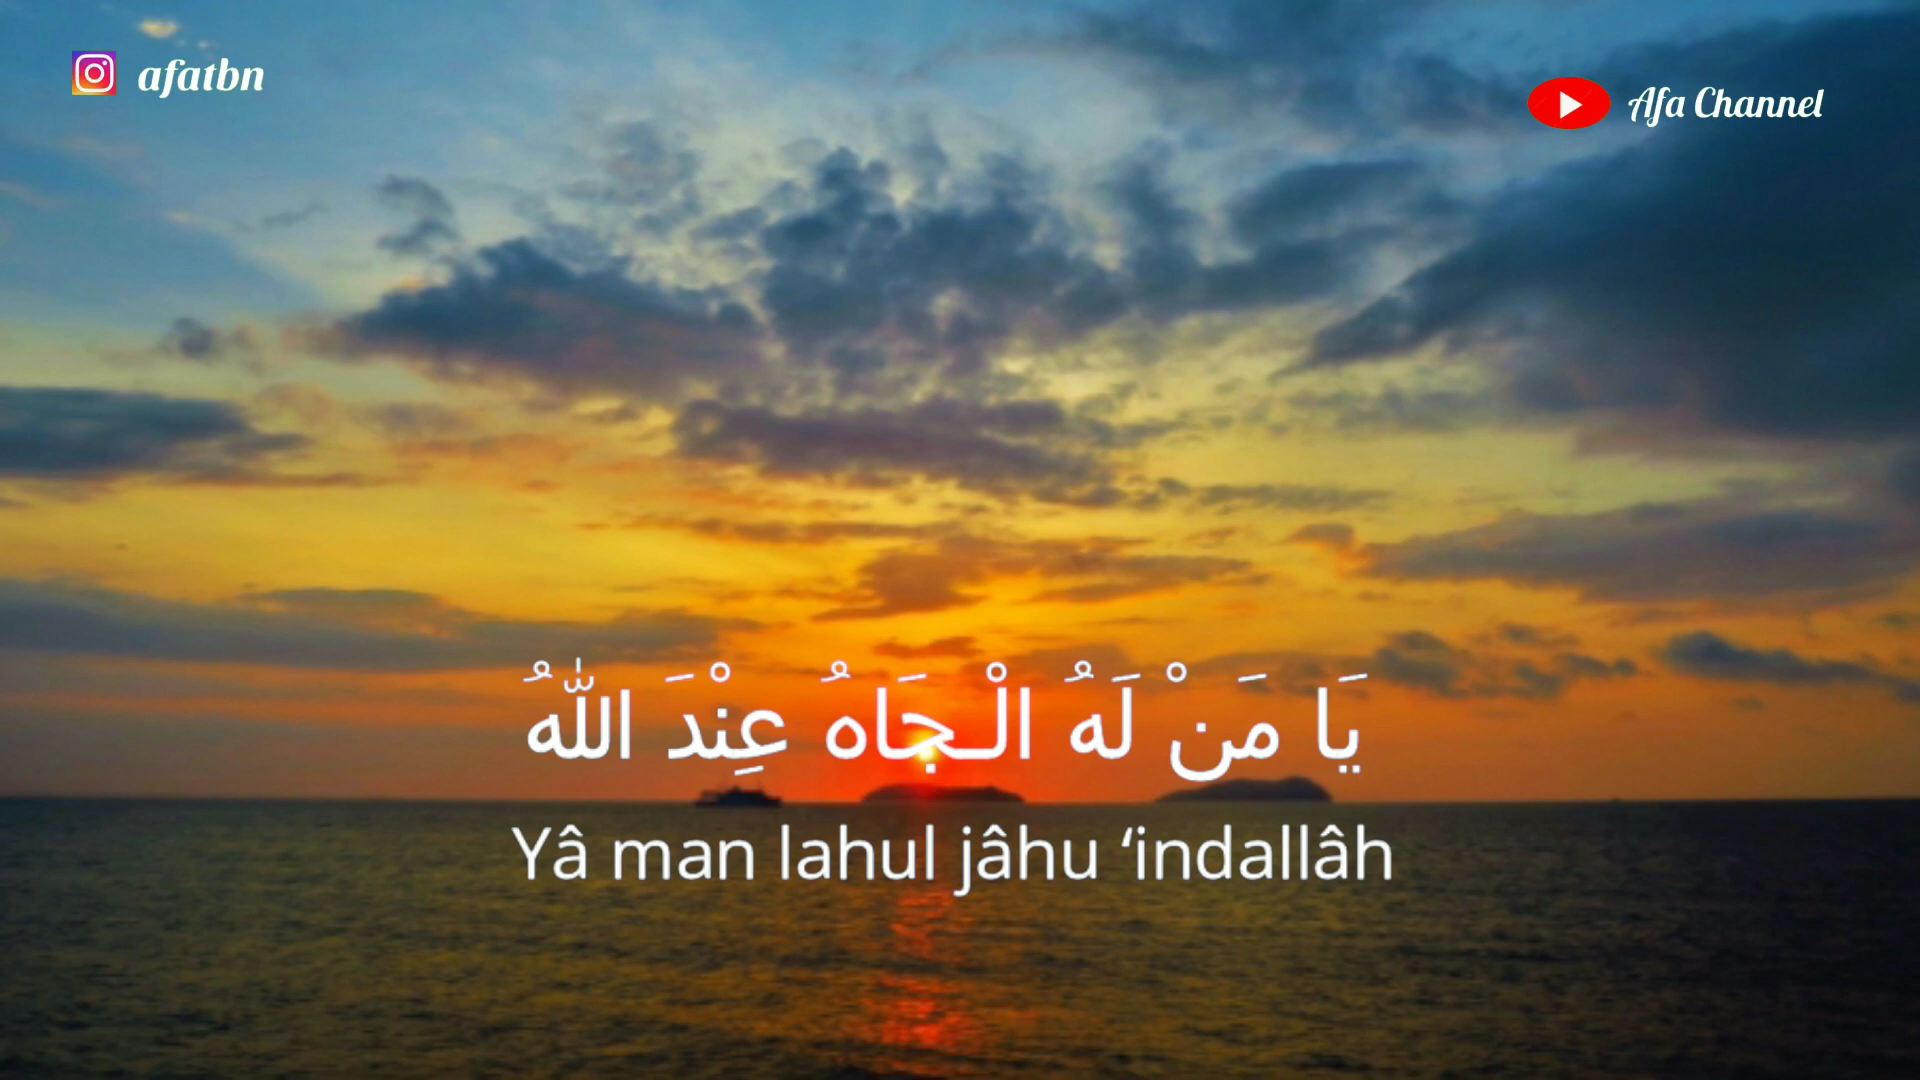 afatbn
Afa Channel
يَا مَنْ لَهُ الْـجَاهُ عِنْدَ اللّٰهُ
Yâ man lahul jâhu ‘indallâh